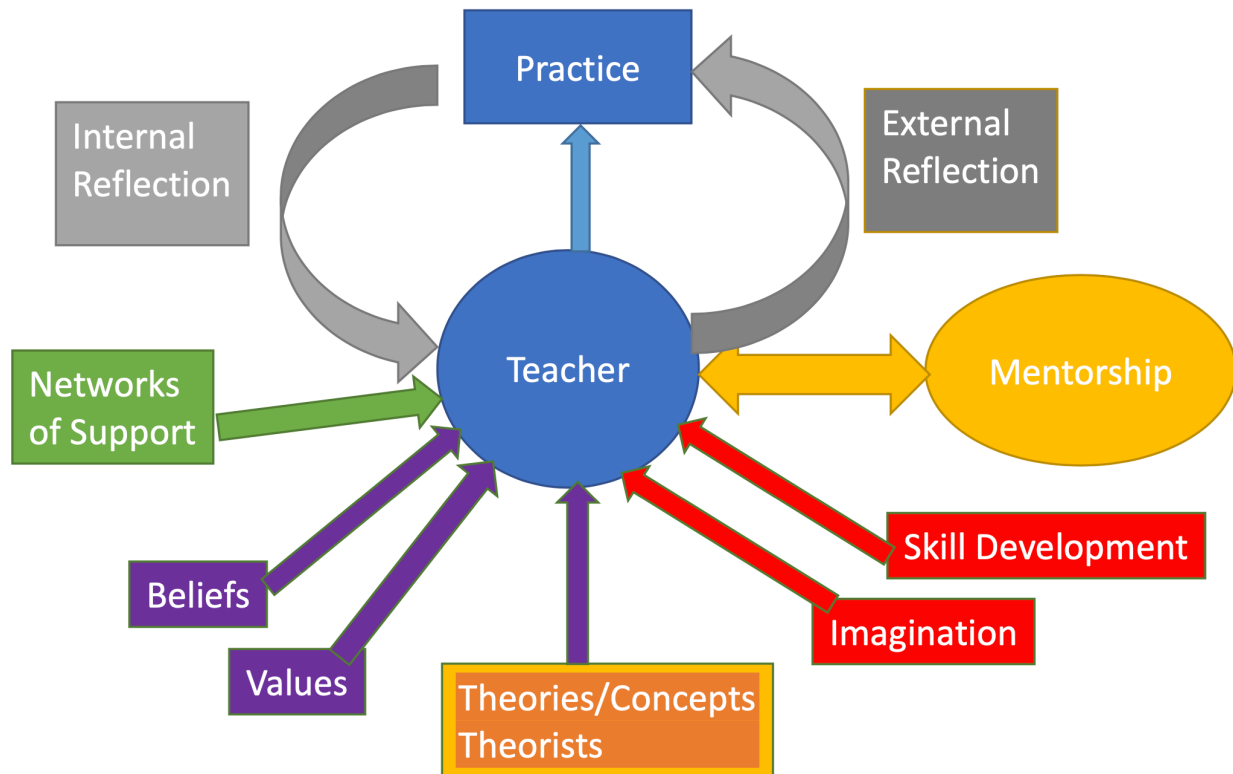 Practice
Internal
Reflection
External
Reflection
Teacher
Mentorship
Networks
of Support
Skill Development
Beliefs
Imagination
Values
Theories/Concepts
Theorists